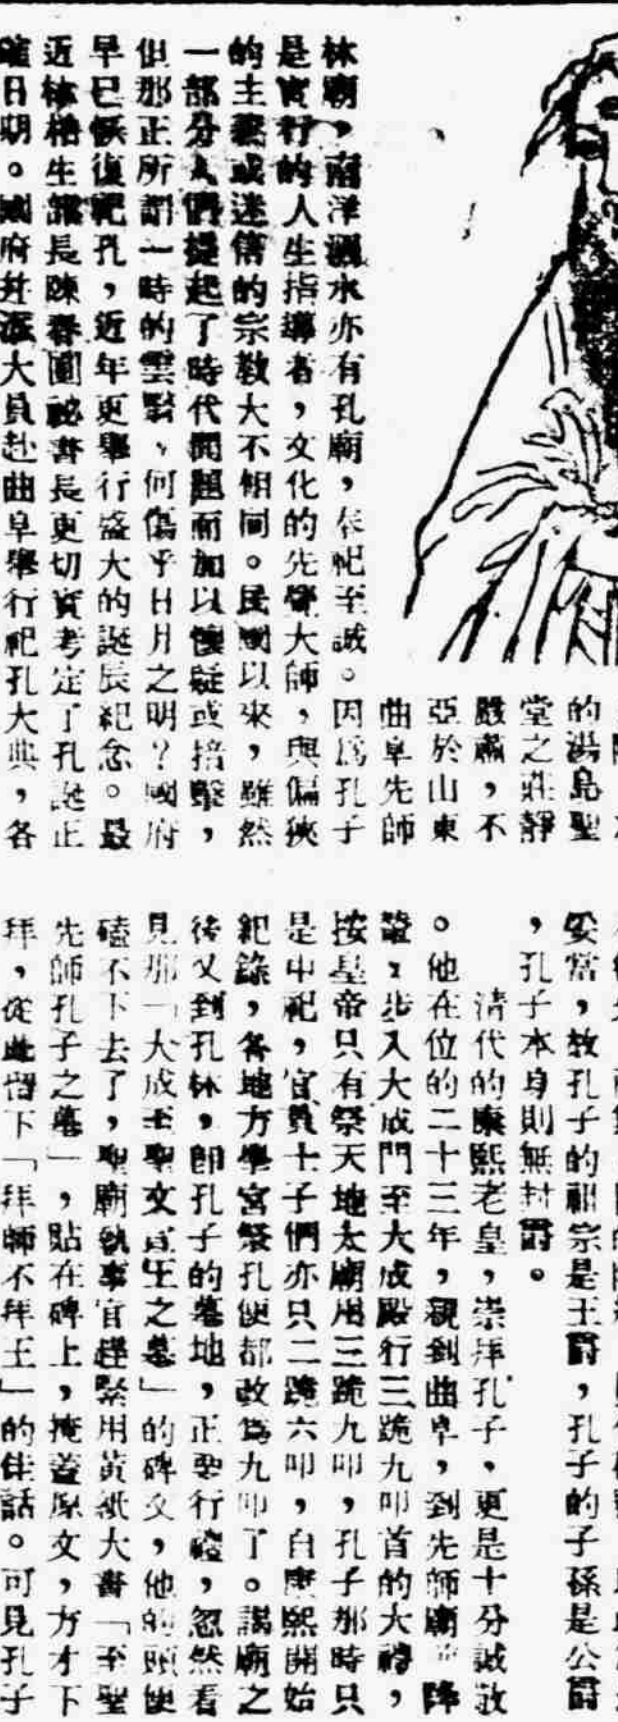 的湯島聖
堂之莊靜
嚴肅，不
亞於山東
曲阜先師
林廟，南洋泗水亦有孔廟，奉祀至誠。因爲孔子
是實行的人生指導者，文化的先覺大師，與偏狹
的主義或迷信的宗教大不相同。民國以來，雖然
一部分人們提起了時代問題而加以懷疑或掊擊，
但那正所謂一時的雲翳，何傷乎日月之明？國府
早已恢復祀孔，近年更舉行盛大的誕辰紀念。最
近林柏生部長陳春圃祕書長更切實考定了孔誕正
確日期。國府并派大員赴曲阜舉行祀孔大典，各
妥當，故孔子的祖宗是王爵，孔子的子孫是公爵
，孔子本身則無封爵。
清代的康熙老皇，崇拜孔子，更是十分誠敬
。他在位的二十三年，親到曲阜，到先師廟 降
，步入大成門至大成殿行三跪九叩首的大禮，
按皇帝只有祭天地太廟用三跪九叩，孔子那時只
是中祀，官員士子們亦只二跪六叩，自康熙開始
紀錄，各地方學宮祭孔便都改爲九叩了。謁廟之
後又到孔林，即孔子的墓地，正要行禮，忽然看
見那「大成至聖文宣王之墓」的碑文，他的頭便
磕不下去了，聖廟執事官趕緊用黃紙大書「至聖
先師孔子之墓」，貼在碑上，掩蓋原文，方才下
拜，從此留下「拜師不拜王」的佳話。可見孔子